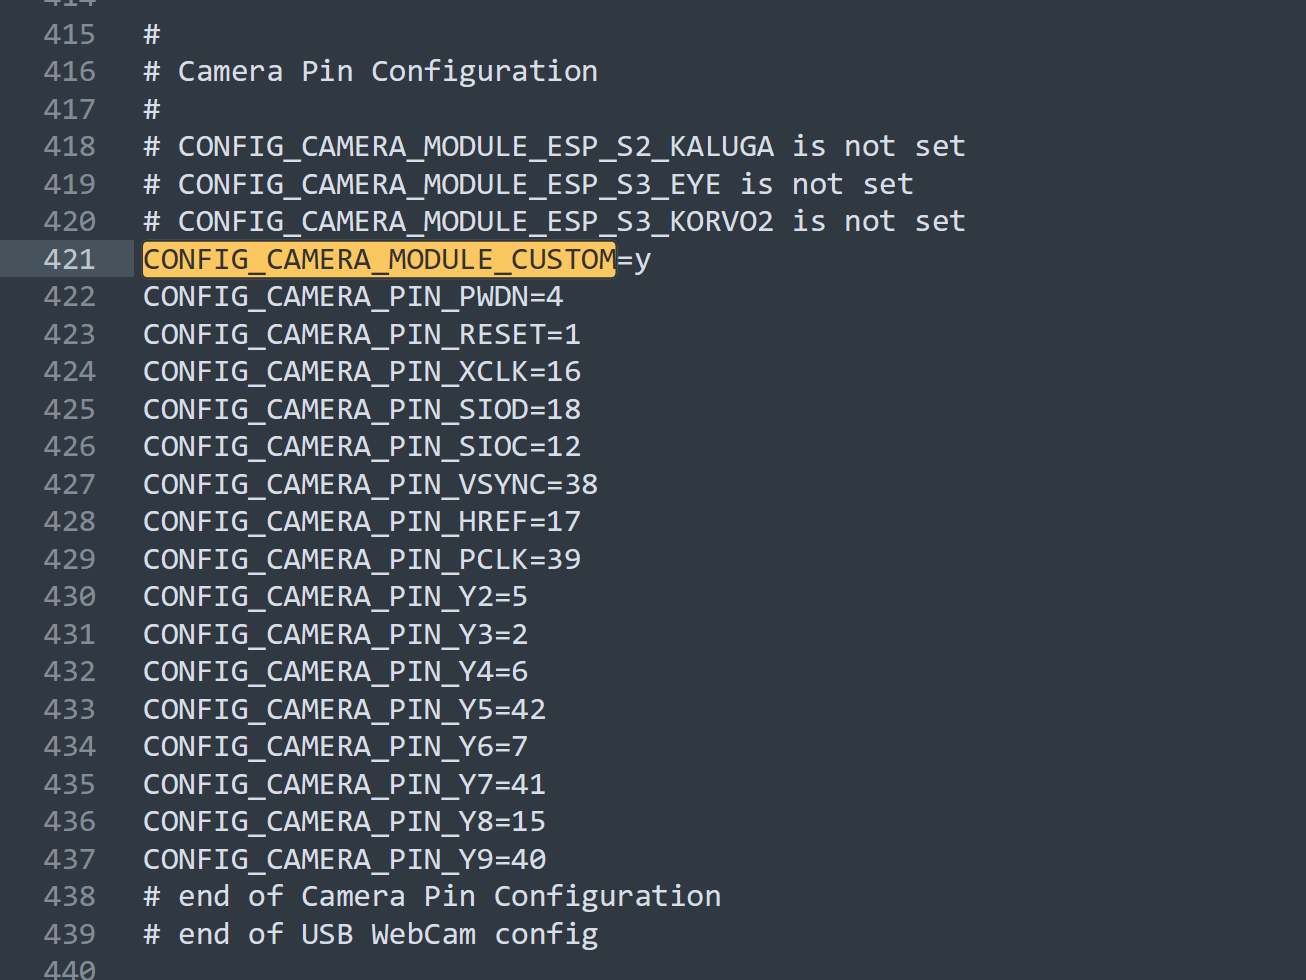 414
415 #
416 # Camera Pin Configuration
417 #
418 # CONFIG_CAMERA_MODULE_ESP_S2_KALUGA is not set
419 # CONFIG_CAMERA_MODULE_ESP_S3_EYE is not set
420 # CONFIG_CAMERA_MODULE_ESP_S3_KORVO2 is not set
421 CONFIG_CAMERA_MODULE_CUSTOM=y
422 CONFIG_CAMERA_PIN_PWDN=4
423 CONFIG_CAMERA_PIN_RESET=1
424 CONFIG_CAMERA_PIN_XCLK=16
425 CONFIG_CAMERA_PIN_SIOD=18
426 CONFIG_CAMERA_PIN_SIOC=12
427 CONFIG_CAMERA_PIN_VSYNC=38
428 CONFIG_CAMERA_PIN_HREF=17
429 CONFIG_CAMERA_PIN_PCLK=39
430 CONFIG_CAMERA_PIN_Y2=5
431 CONFIG_CAMERA_PIN_Y3=2
432 CONFIG_CAMERA_PIN_Y4=6
433 CONFIG_CAMERA_PIN_Y5=42
434 CONFIG_CAMERA_PIN_Y6=7
435 CONFIG_CAMERA_PIN_Y7=41
436 CONFIG_CAMERA_PIN_Y8=15
437 CONFIG_CAMERA_PIN_Y9=40
438 # end of Camera Pin Configuration
439 # end of USB WebCam config
440